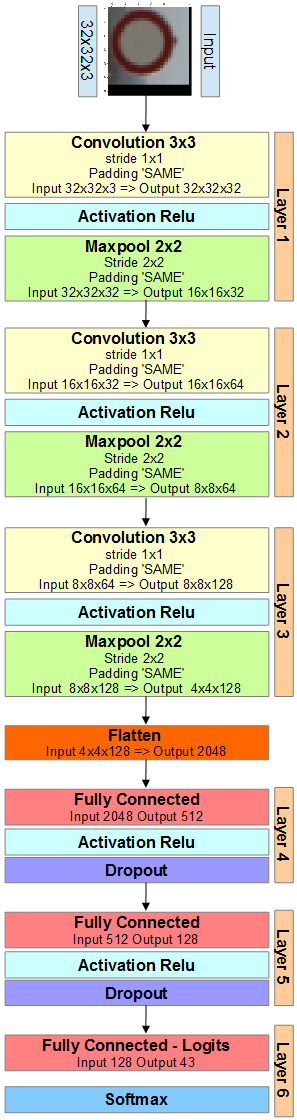 32x32x3
Input
Convolution 3x3
stride 1x1
Padding 'SAME'
Input 32x32x3 => Output 32x32x32
Activation Relu
Maxpool 2x2
Stride 2x2
Padding 'SAME'
Input 32x32x32 => Output 16x16x32
Layer 1
Convolution 3x3
stride 1x1
Padding 'SAME'
Input 16x16x32 => Output 16x16x64
Activation Relu
Maxpool 2x2
Stride 2x2
Padding 'SAME'
Input 16x16x64 => Output 8x8x64
Layer 2
Convolution 3x3
stride 1x1
Padding 'SAME'
Input 8x8x64 => Output 8x8x128
Activation Relu
Maxpool 2x2
Stride 2x2
Padding 'SAME'
Input 8x8x128 => Output 4x4x128
Layer 3
Flatten
Input 4x4x128 => Output 2048
Fully Connected
Input 2048 Output 512
Activation Relu
Dropout
Layer 4
Fully Connected
Input 512 Output 128
Activation Relu
Dropout
Layer 5
Fully Connected - Logits
Input 128 Output 43
Softmax
Layer 6